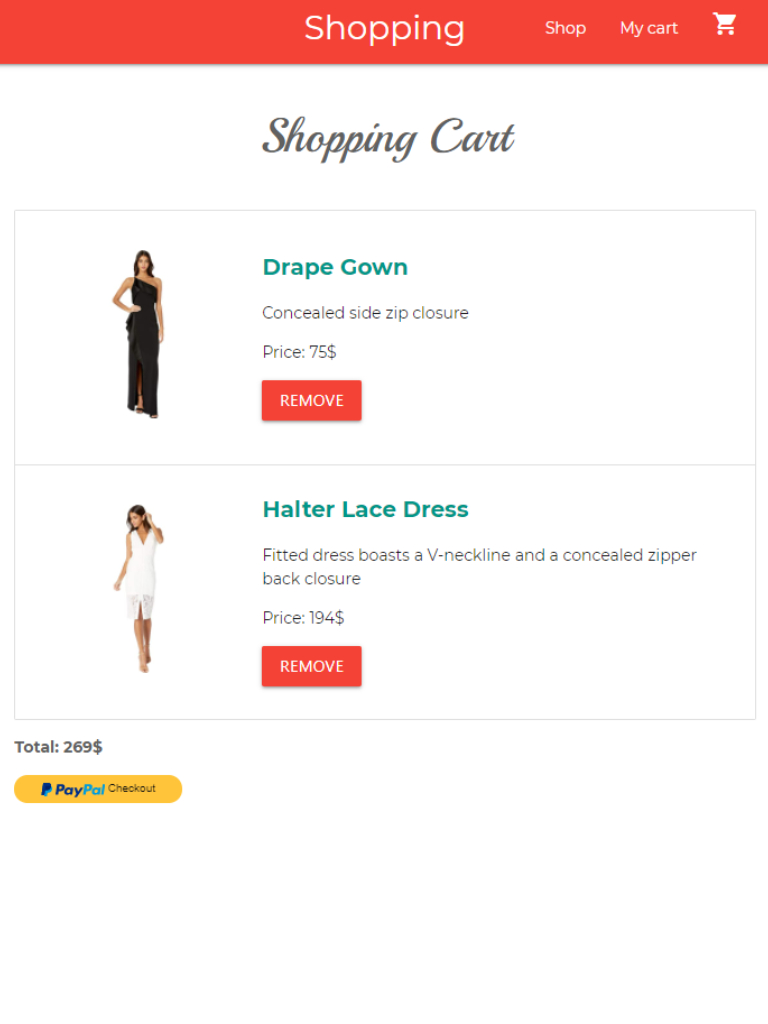 Shopping Shop My cart
Shopping Cart
Drape Gown
Concealed side zip closure
Price: 75$
REMOVE
Halter Lace Dress
Fitted dress boasts a V-neckline and a concealed zipper
back closure
Price: 194$
REMOVE
Total: 269$
PayPal Checkout